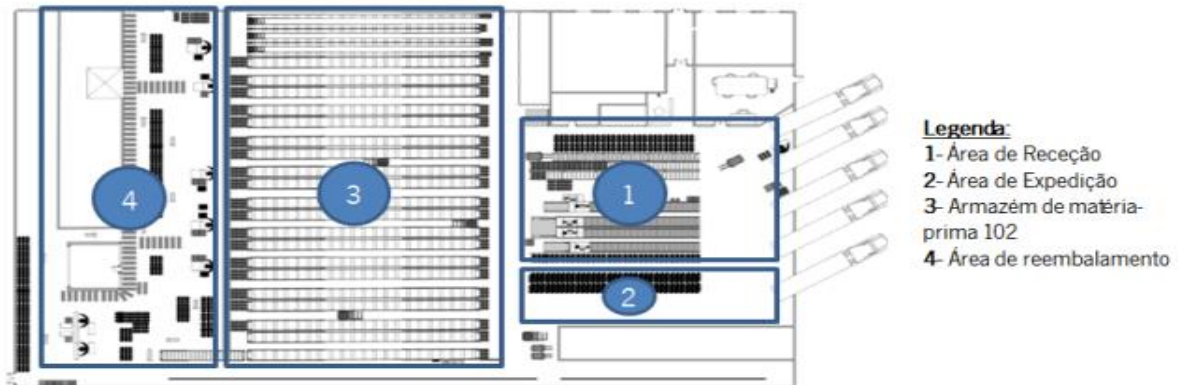 4
3
1
2
Legenda:
1- Área de Receção
2- Área de Expedição
3- Armazém de matéria-
prima 102
4- Área de reembalamento